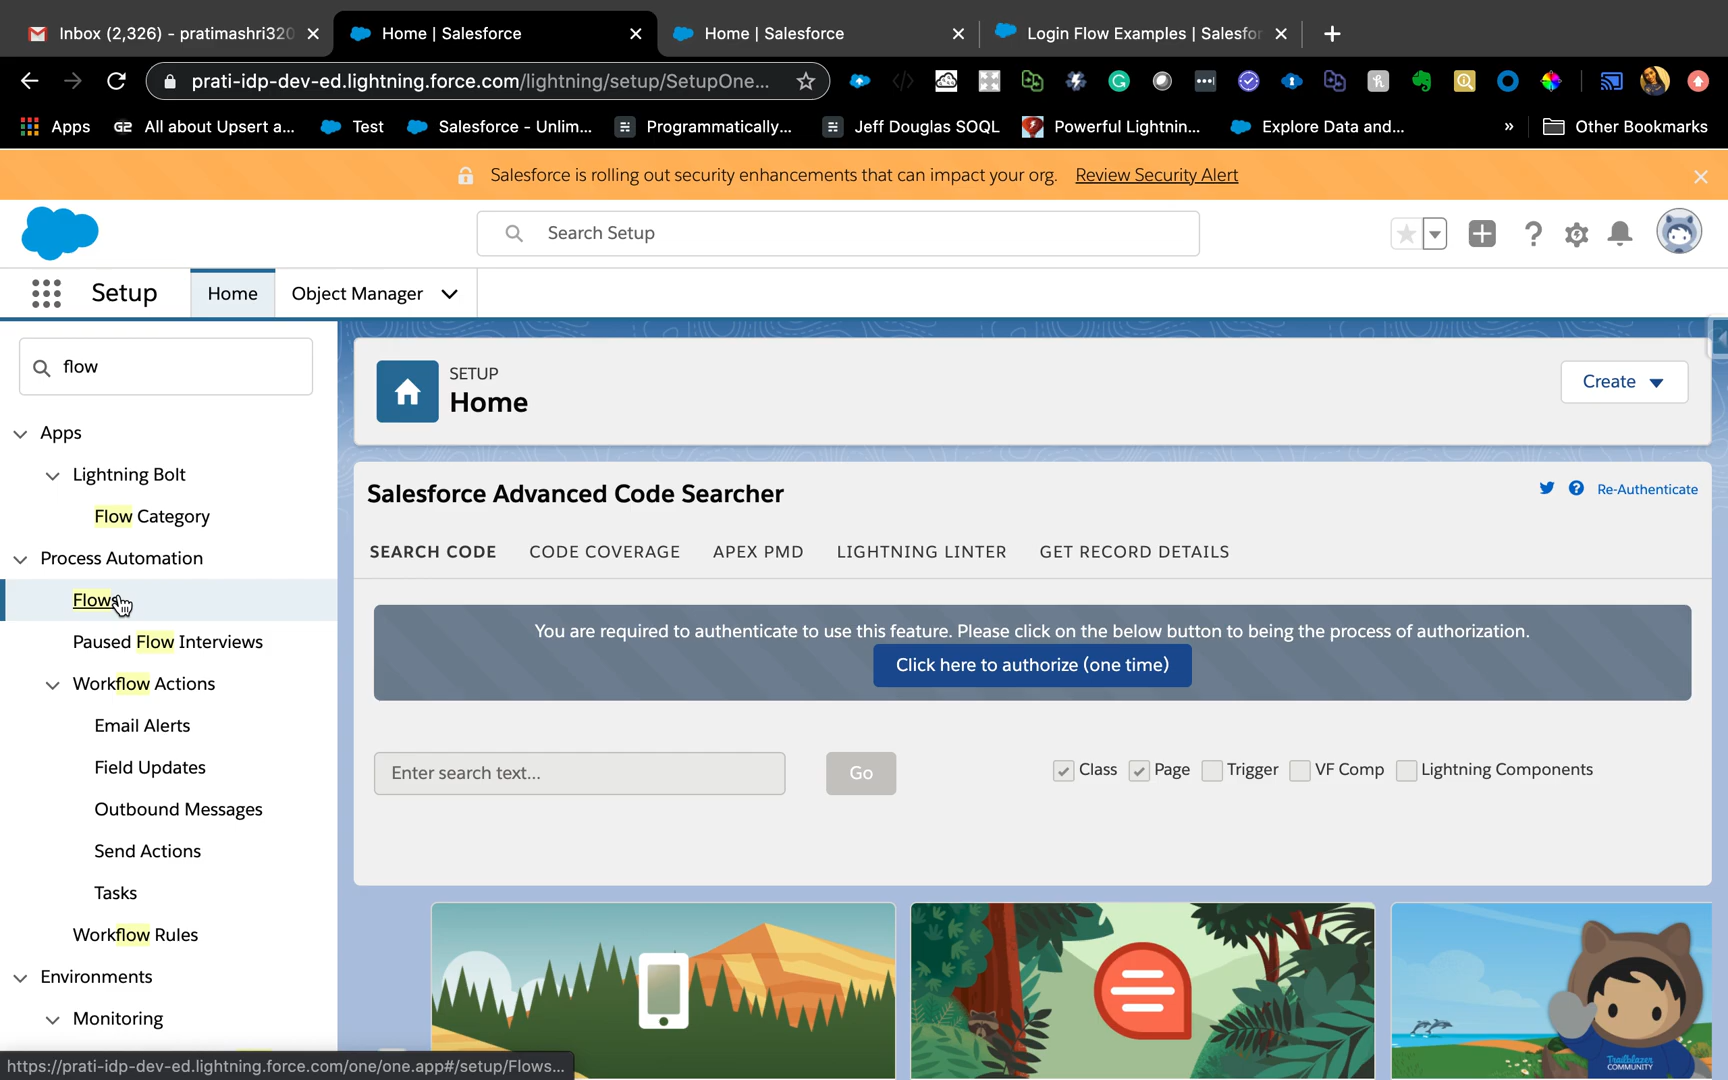 Inbox (2,326) - pratimashri320
Home | Salesforce
Home | Salesforce
Login Flow Examples | Salesfor
prati-idp-dev-ed.lightning.force.com/lightning/setup/SetupOne...
Apps
G2 All about Upsert a...
Test
Salesforce - Unlim...
Programmatically...
Jeff Douglas SOQL
Powerful Lightnin...
Explore Data and...
»
Other Bookmarks
Salesforce is rolling out security enhancements that can impact your org. Review Security Alert
Search Setup
Setup
Home
Object Manager
flow
SETUP
Home
Create
Apps
Lightning Bolt
Flow Category
Process Automation
Flows
Paused Flow Interviews
Workflow Actions
Email Alerts
Field Updates
Outbound Messages
Send Actions
Tasks
Workflow Rules
Environments
Monitoring
Salesforce Advanced Code Searcher
Re-Authenticate
SEARCH CODE
CODE COVERAGE
APEX PMD
LIGHTNING LINTER
GET RECORD DETAILS
You are required to authenticate to use this feature. Please click on the below button to being the process of authorization.
Click here to authorize (one time)
Enter search text...
Go
Class
Page
Trigger
VF Comp
Lightning Components
Trailblazer
COMMUNITY
https://prati-idp-dev-ed.lightning.force.com/one/one.app#/setup/Flows...